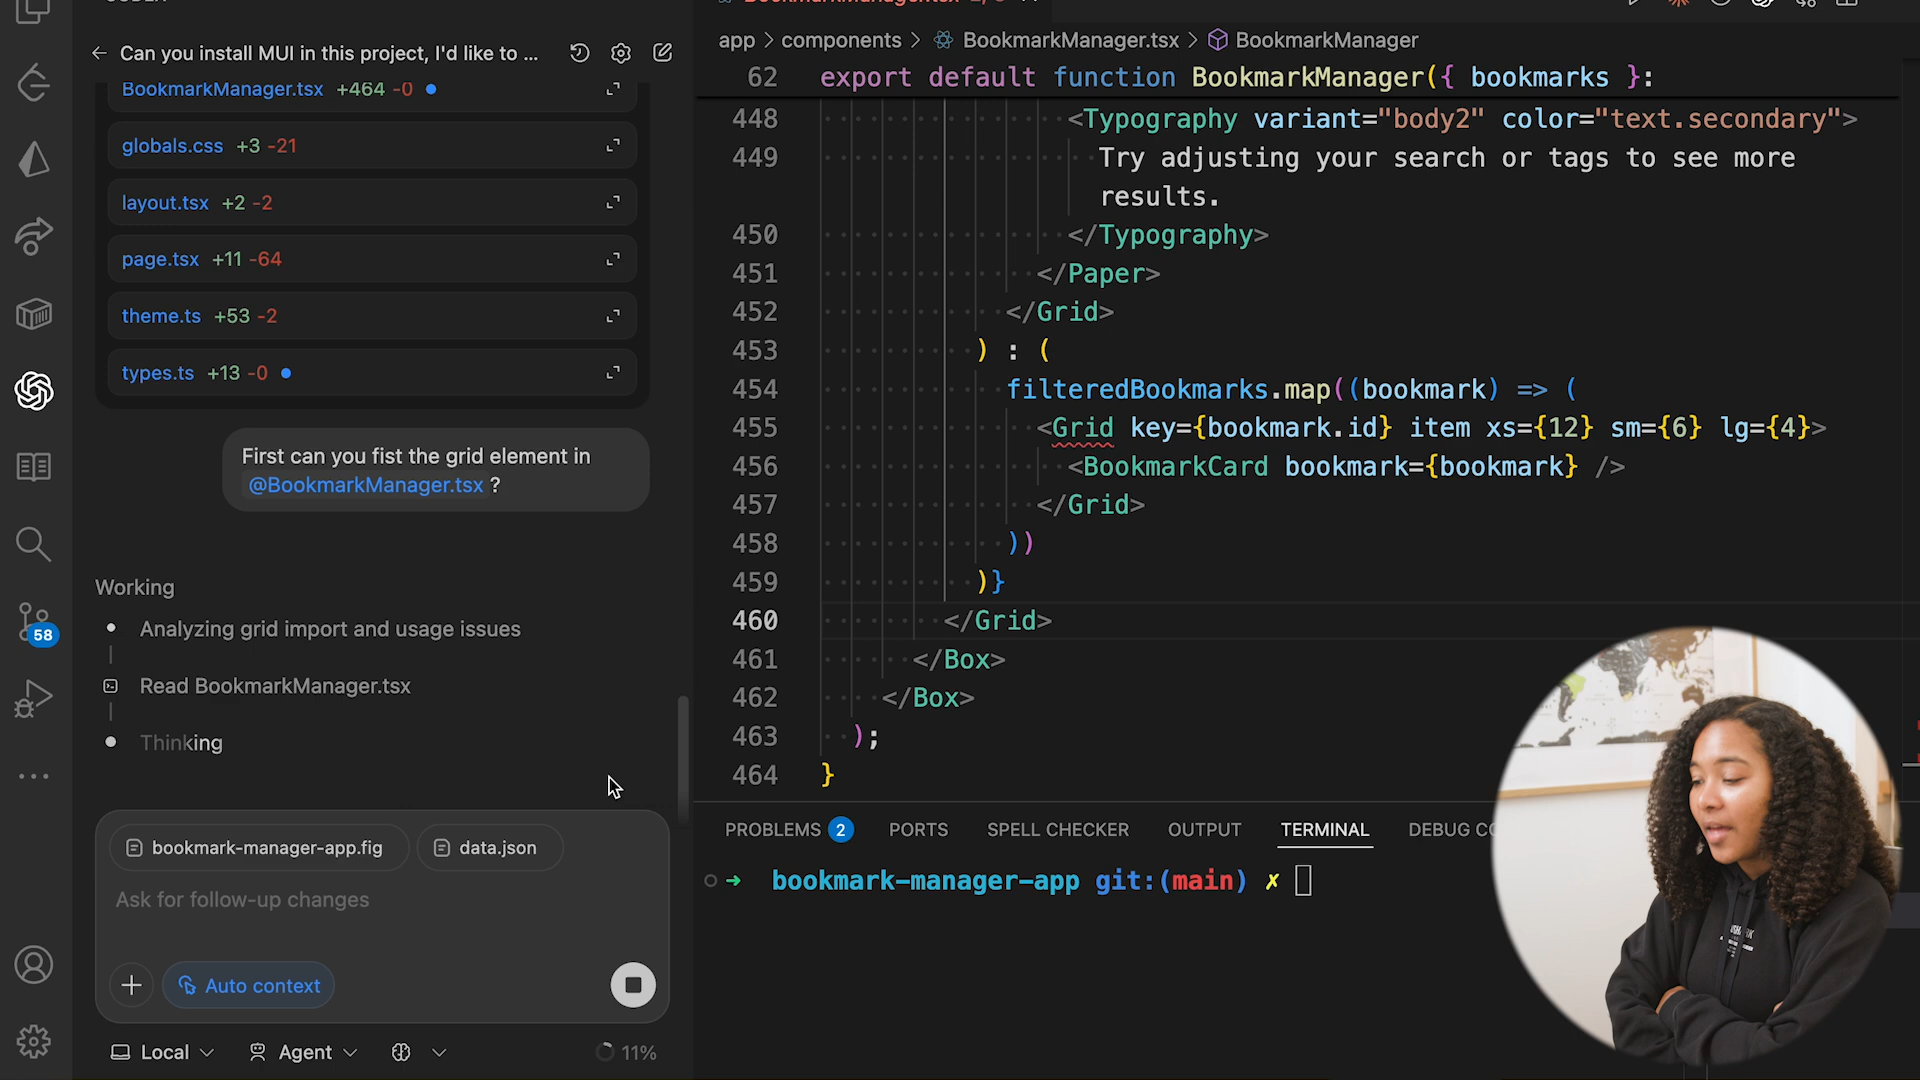 Can you install MUI in this project, I'd like to ...
BookmarkManager.tsx +464 -0
globals.css +3 -21
layout.tsx +2 -2
page.tsx +11 -64
theme.ts +53 -2
types.ts +13 -0
First can you fist the grid element in
@BookmarkManager.tsx ?
Working
Analyzing grid import and usage issues
Read BookmarkManager.tsx
Thinking
bookmark-manager-app.fig
data.json
Ask for follow-up changes
Auto context
Local
Agent
11%
58
app > components > BookmarkManager.tsx > BookmarkManager
62 export default function BookmarkManager({ bookmarks }:
448 <Typography variant="body2" color="text.secondary">
449 Try adjusting your search or tags to see more
results.
450 </Typography>
451 </Paper>
452 </Grid>
453 ) : (
454 filteredBookmarks.map((bookmark) => (
455 <Grid key={bookmark.id} item xs={12} sm={6} lg={4}>
456 <BookmarkCard bookmark={bookmark} />
457 </Grid>
458 ))
459 )}
460 </Grid>
461 </Box>
462 </Box>
463 );
464 }
PROBLEMS 2 PORTS SPELL CHECKER OUTPUT TERMINAL DEBUG
→ bookmark-manager-app git:(main) ✗